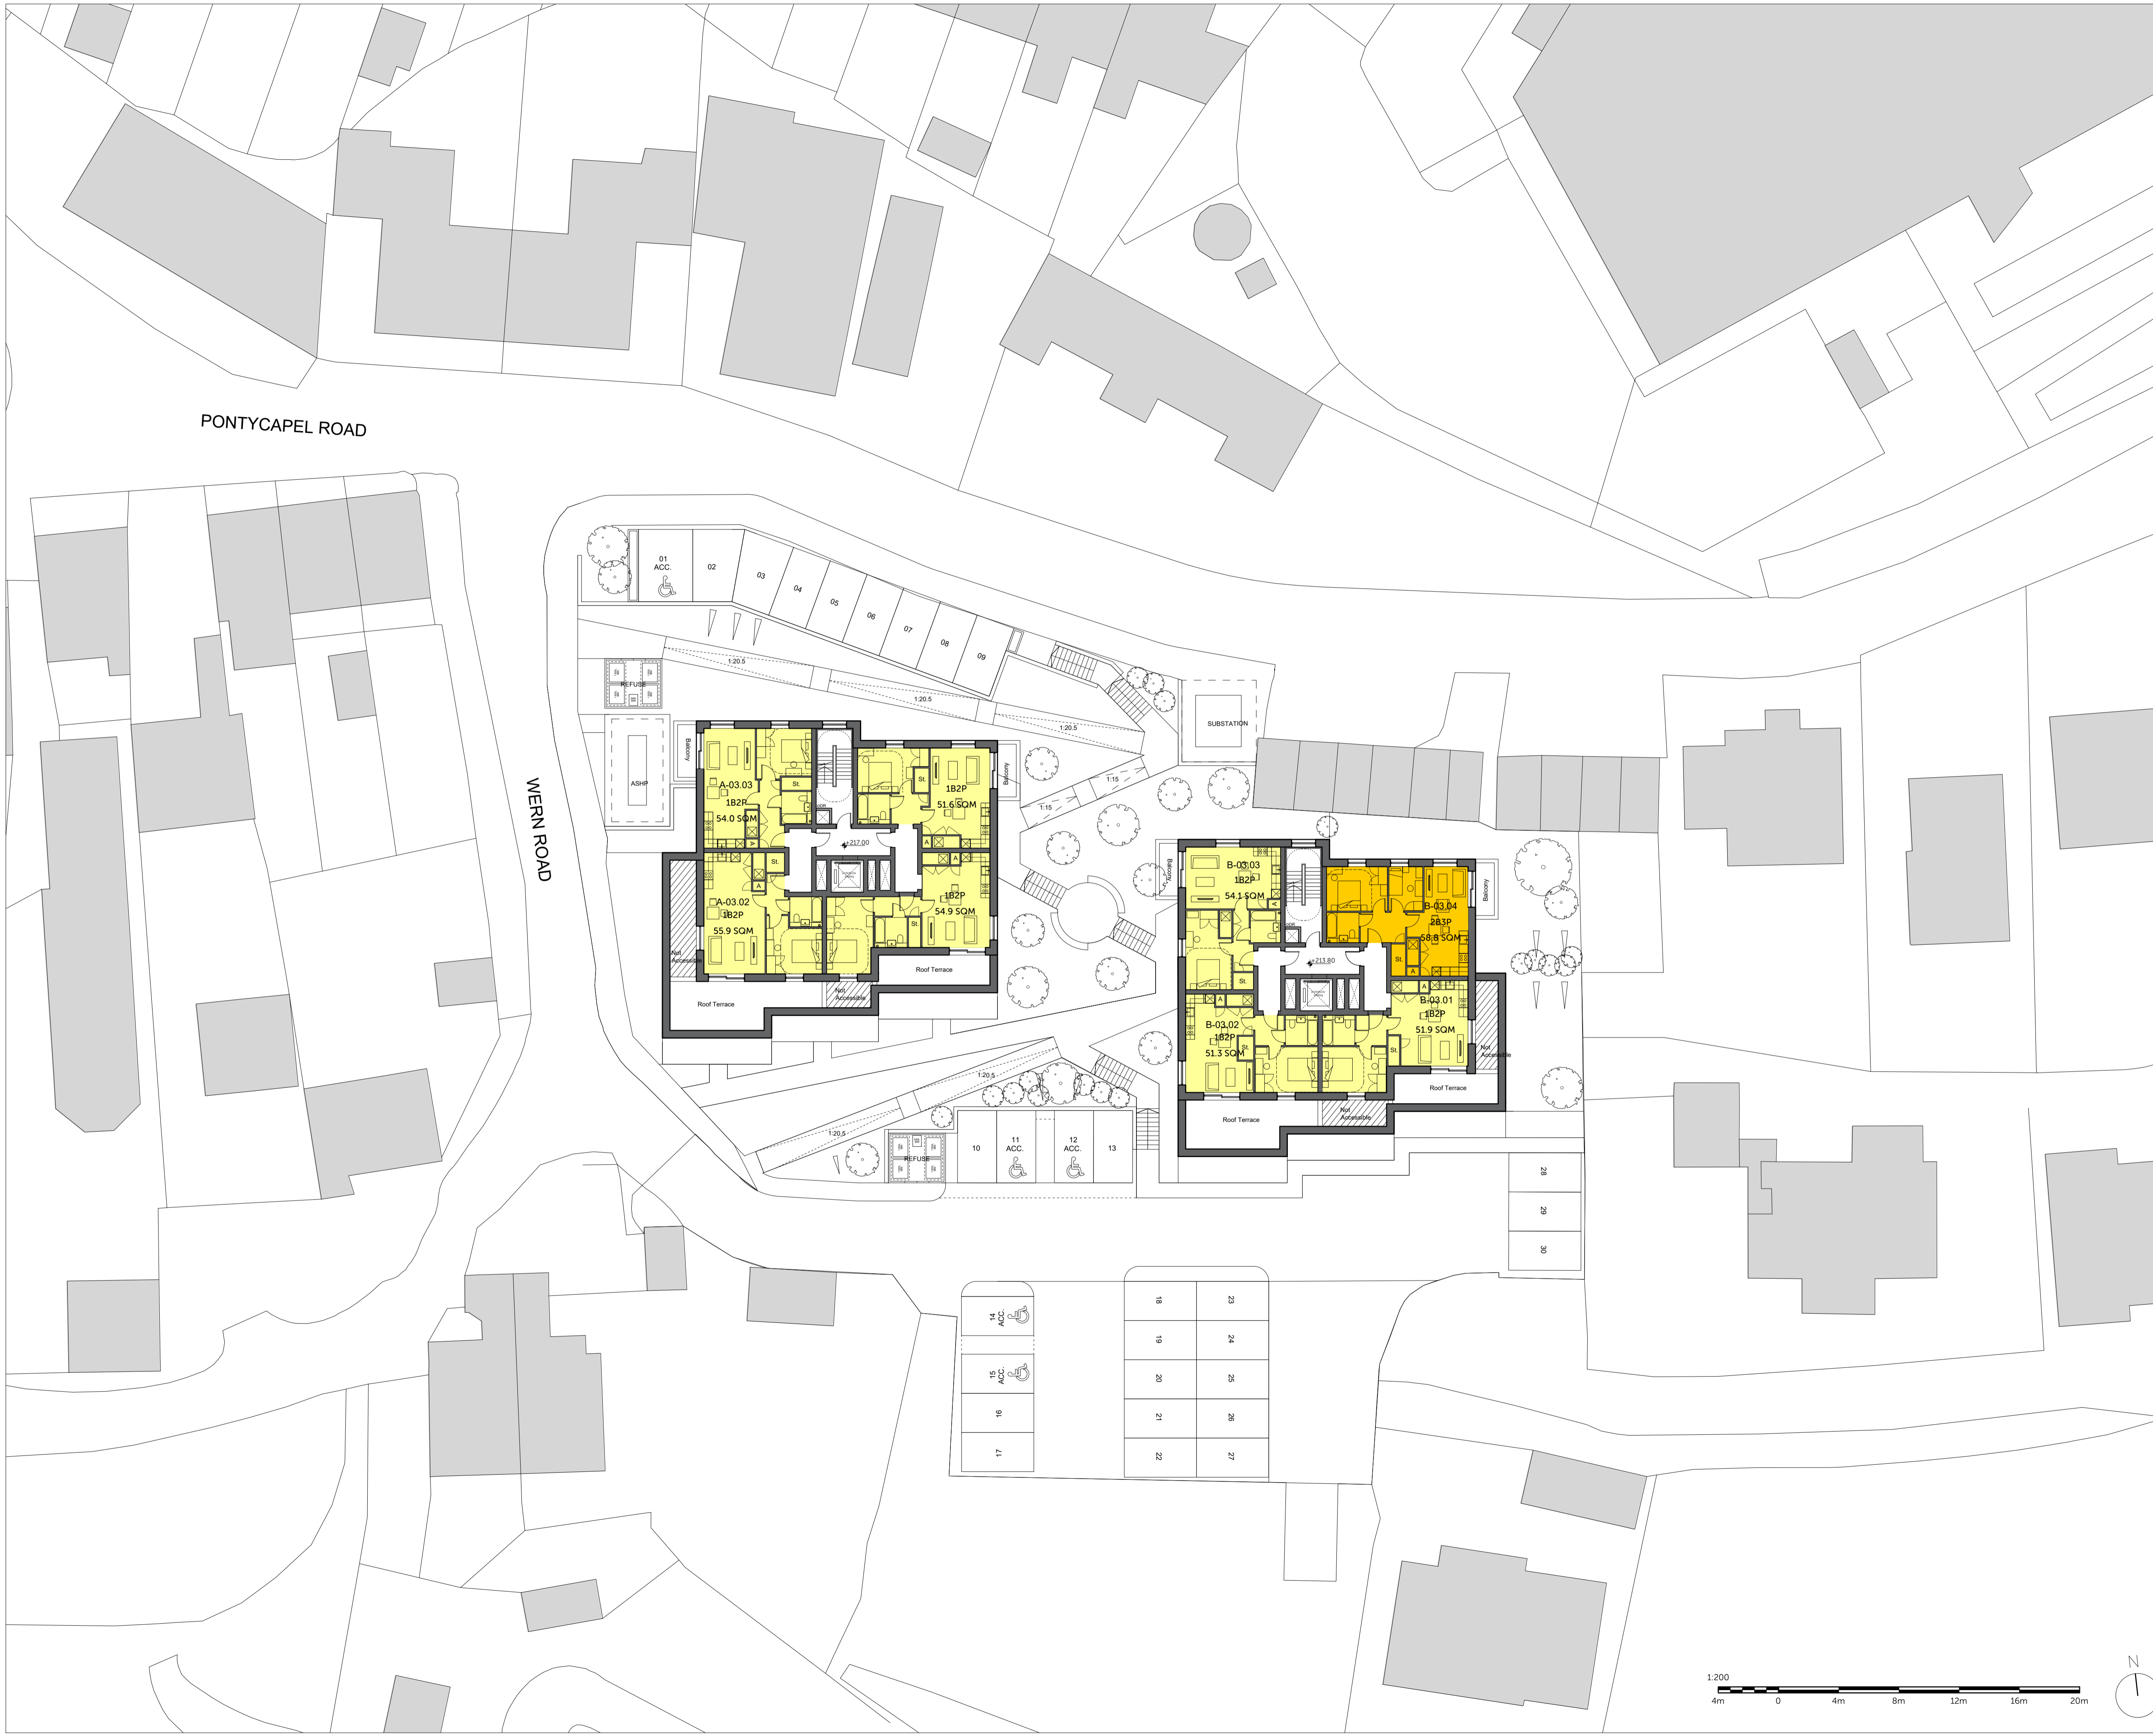 PONTYCAPEL ROAD
WERN ROAD
01
ACC.
02
03
04
05
06
07
08
09
1:20.5
1:20.5
1:20.5
REFUSE
ASHP
SUBSTATION
1:15
1:15
Balcony
A-03.03
1B2P
54.0 SQM
St.
A
1B2P
51.6 SQM
St.
A
Balcony
+217.00
A-03.02
1B2P
55.9 SQM
St.
A
1B2P
54.9 SQM
St.
A
Not
Accessible
Roof Terrace
Not
Accessible
Roof Terrace
Balcony
B-03.03
1B2P
54.1 SQM
A
St.
B-03.04
2B3P
58.8 SQM
St.
A
Balcony
+213.80
B-03.02
1B2P
51.3 SQM
A
St.
B-03.01
1B2P
51.9 SQM
A
St.
Not
Accessible
Roof Terrace
Not
Accessible
Roof Terrace
1:20.5
1:20.5
REFUSE
10
11
ACC.
12
ACC.
13
28
29
30
14
ACC.
15
ACC.
16
17
18
19
20
21
22
23
24
25
26
27
1:200
4m
0
4m
8m
12m
16m
20m
N